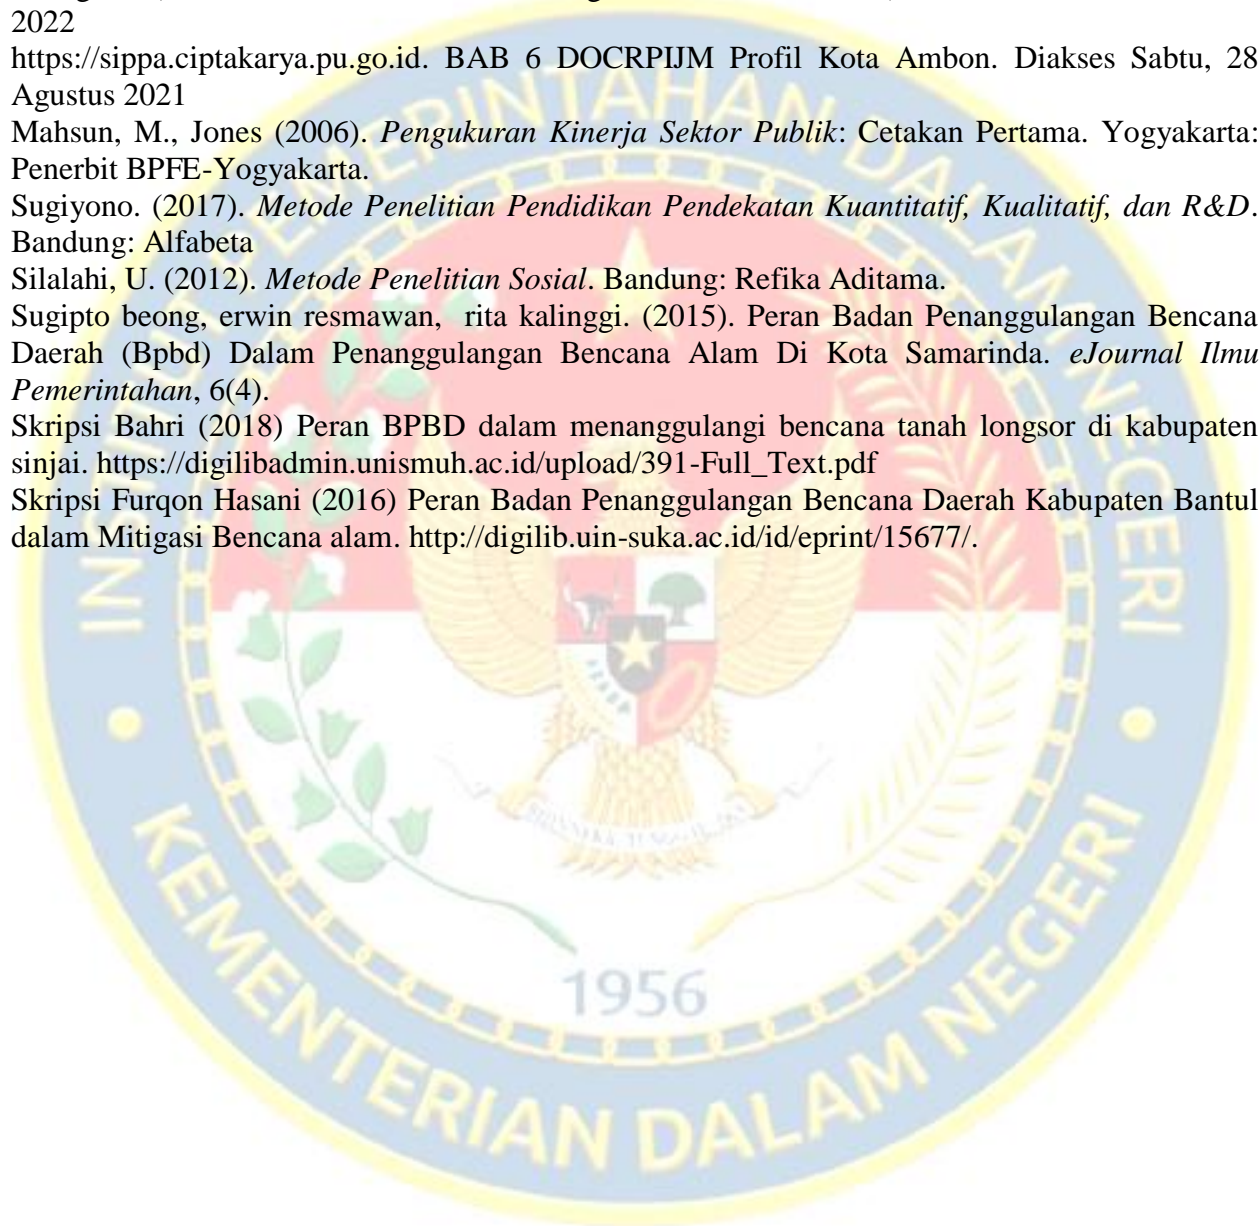 2022
https://sippa.ciptakarya.pu.go.id. BAB 6 DOCRPIJM Profil Kota Ambon. Diakses Sabtu, 28
Agustus 2021
Mahsun, M., Jones (2006). Pengukuran Kinerja Sektor Publik: Cetakan Pertama. Yogyakarta:
Penerbit BPFE-Yogyakarta.
Sugiyono. (2017). Metode Penelitian Pendidikan Pendekatan Kuantitatif, Kualitatif, dan R&D.
Bandung: Alfabeta
Silalahi, U. (2012). Metode Penelitian Sosial. Bandung: Refika Aditama.
Sugipto beong, erwin resmawan, rita kalinggi. (2015). Peran Badan Penanggulangan Bencana
Daerah (Bpbd) Dalam Penanggulangan Bencana Alam Di Kota Samarinda. eJournal Ilmu
Pemerintahan, 6(4).
Skripsi Bahri (2018) Peran BPBD dalam menanggulangi bencana tanah longsor di kabupaten
sinjai. https://digilibadmin.unismuh.ac.id/upload/391-Full_Text.pdf
Skripsi Furqon Hasani (2016) Peran Badan Penanggulangan Bencana Daerah Kabupaten Bantul
dalam Mitigasi Bencana alam. http://digilib.uin-suka.ac.id/id/eprint/15677/.
INSTITUT PEMERINTAHAN DALAM NEGERI
1956
KEMENTERIAN DALAM NEGERI